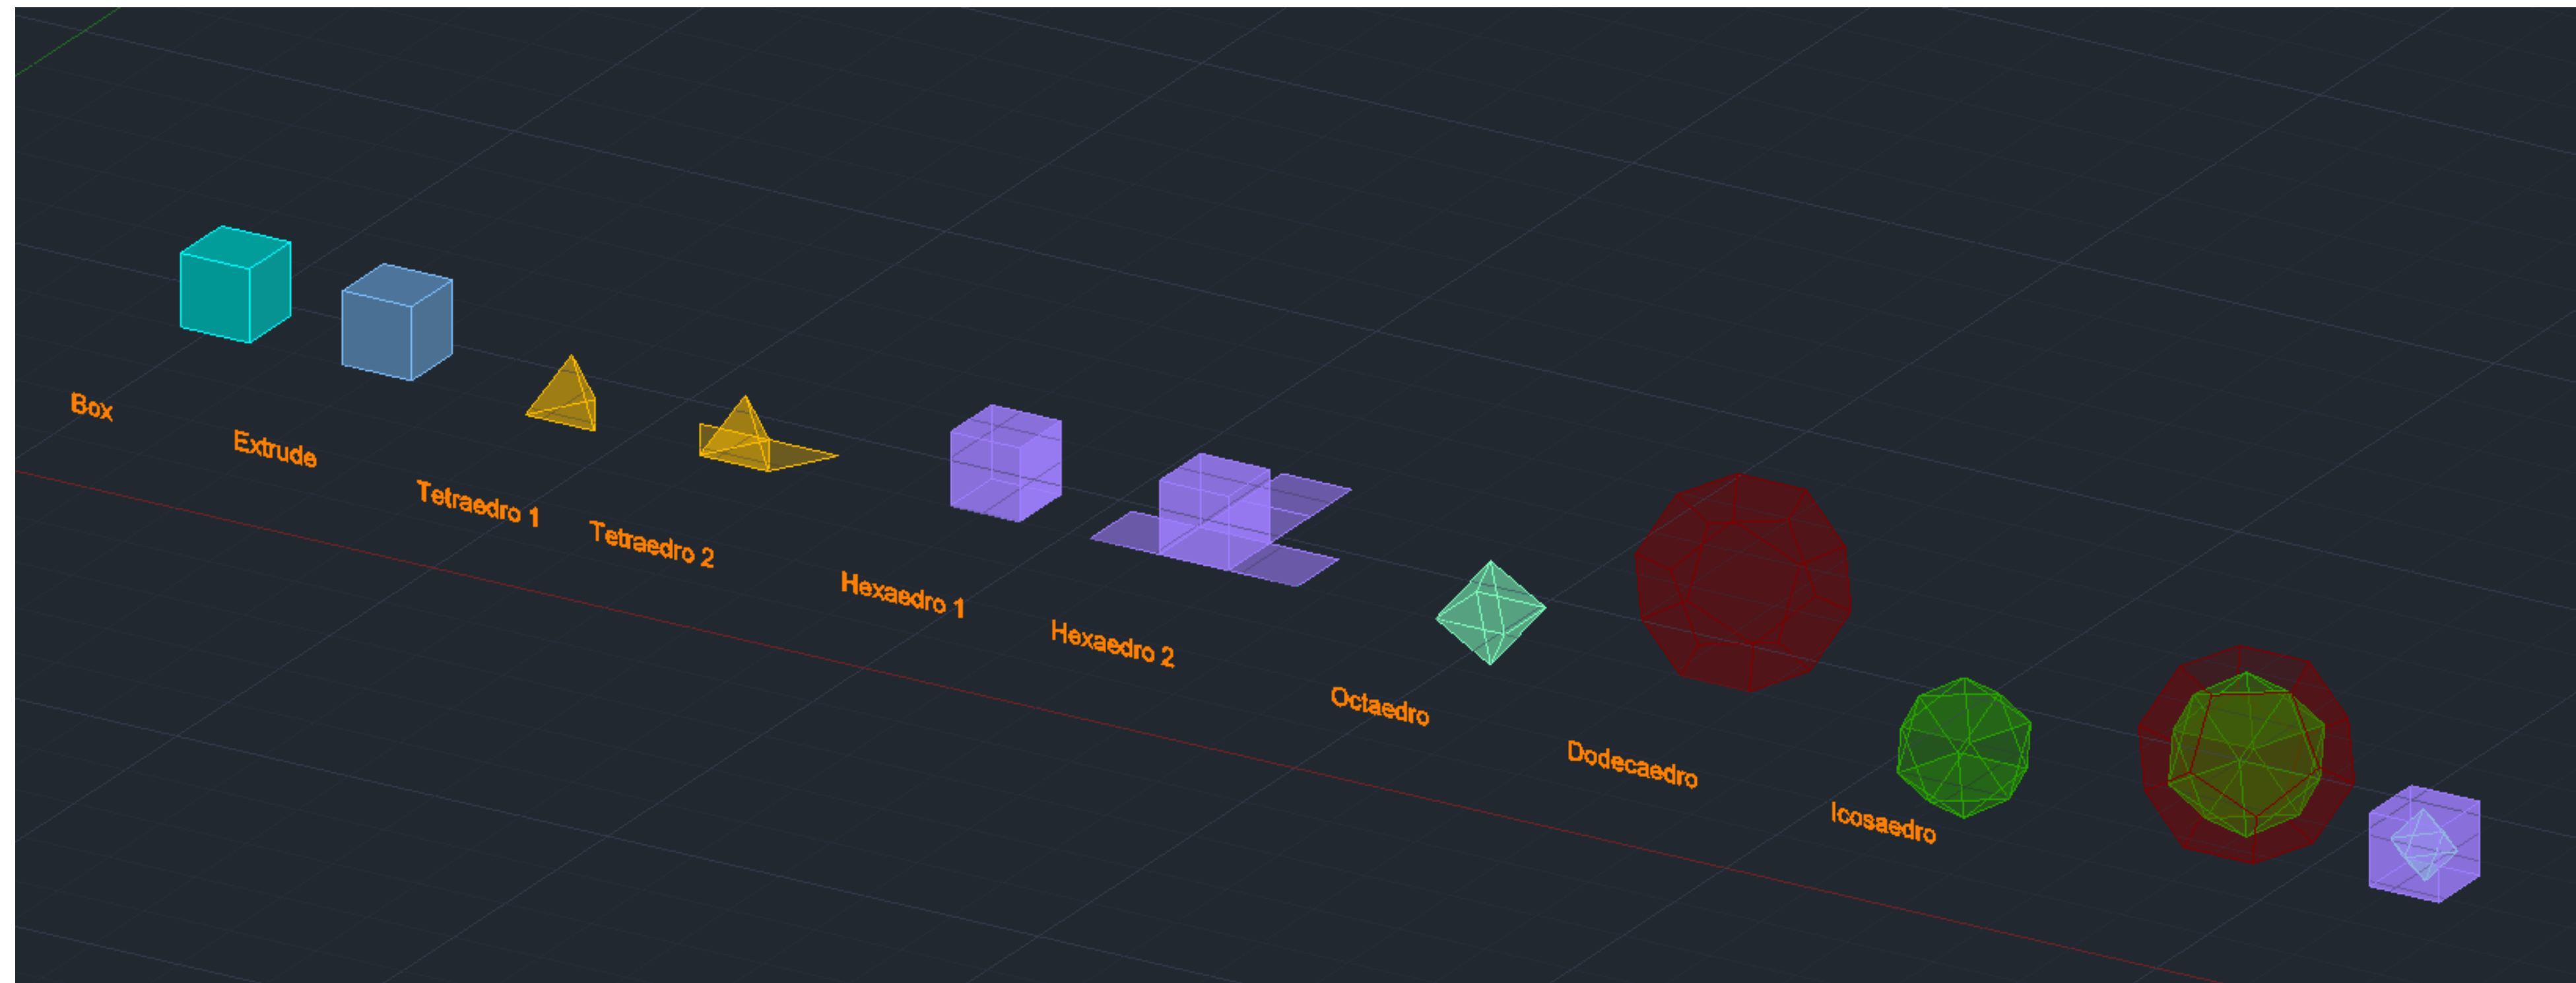 Box
Extrude
Tetraedro 1
Tetraedro 2
Hexaedro 1
Hexaedro 2
Octaedro
Dodecaedro
Icosaedro